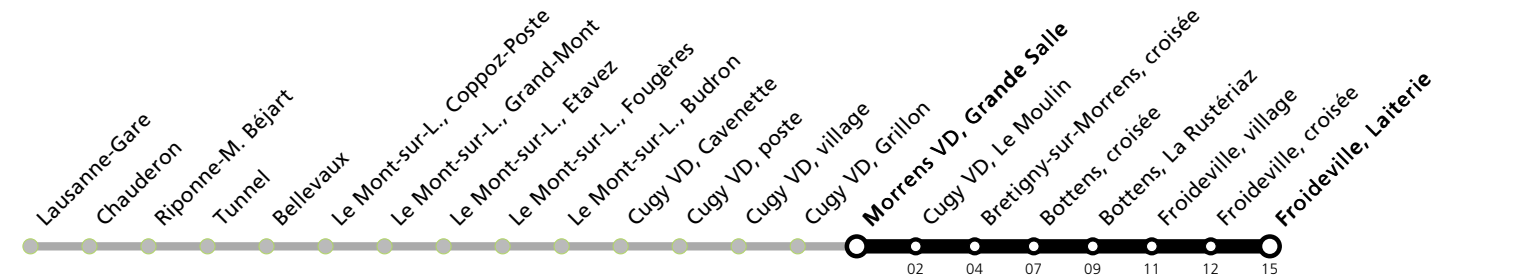 Lausanne-Gare
Chauderon
Riponne-M. Béjart
Tunnel
Bellevaux
Le Mont-sur-L., Coppoz-Poste
Le Mont-sur-L., Grand-Mont
Le Mont-sur-L., Etavez
Le Mont-sur-L., Fougères
Le Mont-sur-L., Budron
Cugy VD, Cavenette
Cugy VD, poste
Cugy VD, village
Cugy VD, Grillon
Morrens VD, Grande Salle
Cugy VD, Le Moulin
Bretigny-sur-Morrens, croisée
Bottens, croisée
Bottens, La Rustériaz
Froideville, village
Froideville, croisée
Froideville, Laiterie
02 04 07 09 11 12 15